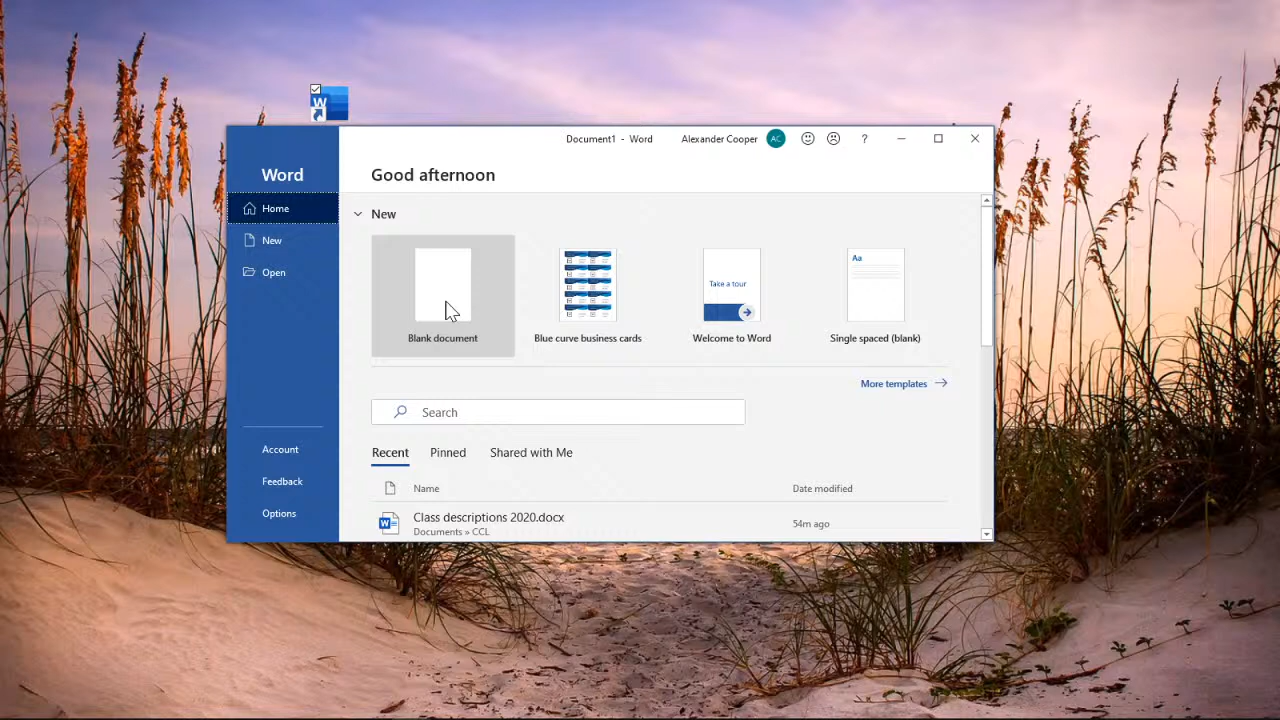 W
Document1 - Word
Alexander Cooper
AC
?
Word
Good afternoon
Home
New
Open
New
Blank document
Blue curve business cards
Take a tour
Welcome to Word
Aa
Single spaced (blank)
More templates
Search
Recent
Pinned
Shared with Me
Name
Date modified
W
Class descriptions 2020.docx
Documents » CCL
54m ago
Account
Feedback
Options